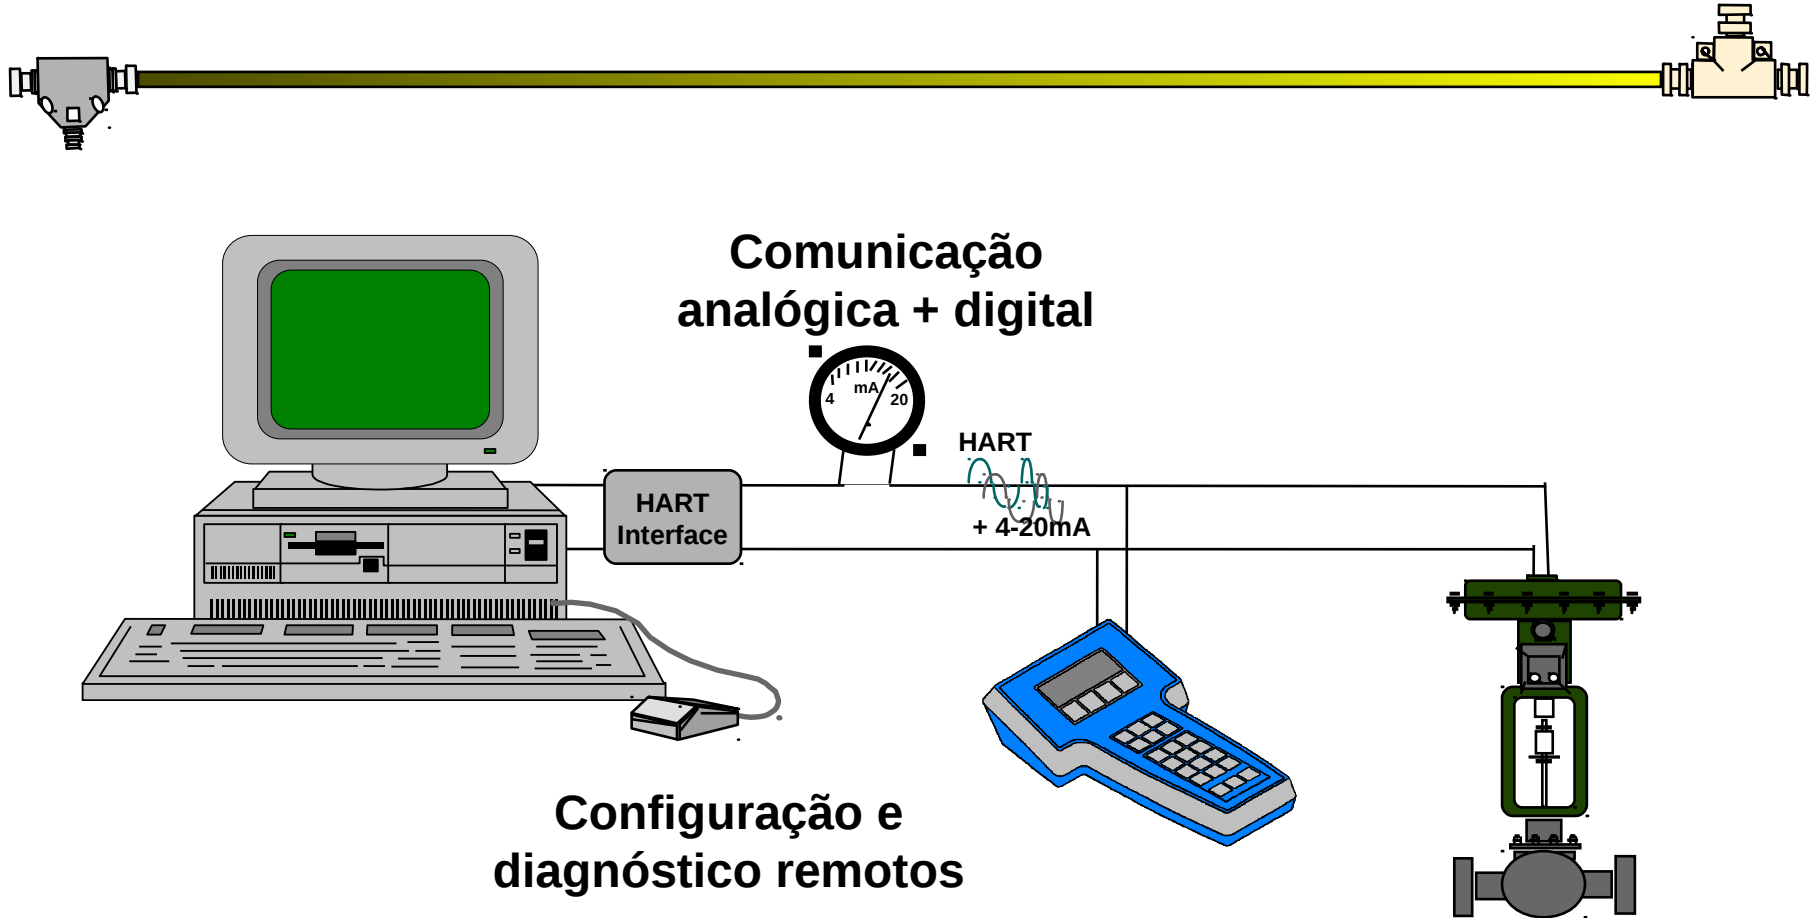 Comunicação
analógica + digital
mA
4
20
HART
+ 4-20mA
HART
Interface
Configuração e
diagnóstico remotos